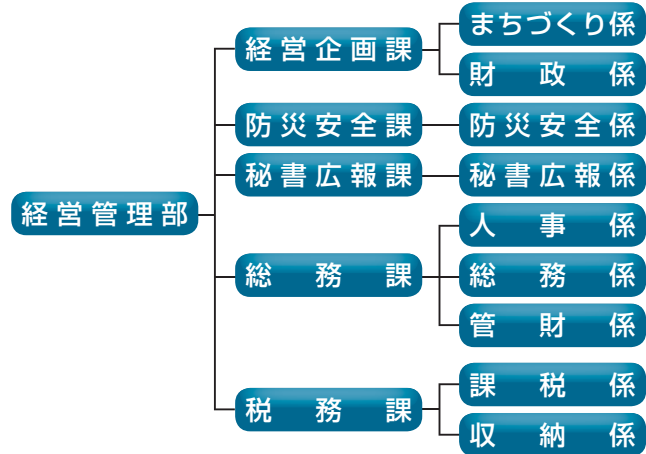 経営管理部
経営企画課
まちづくり係
財政係
防災安全課
防災安全係
秘書広報課
秘書広報係
総務課
人事係
総務係
管財係
税務課
課税係
収納係